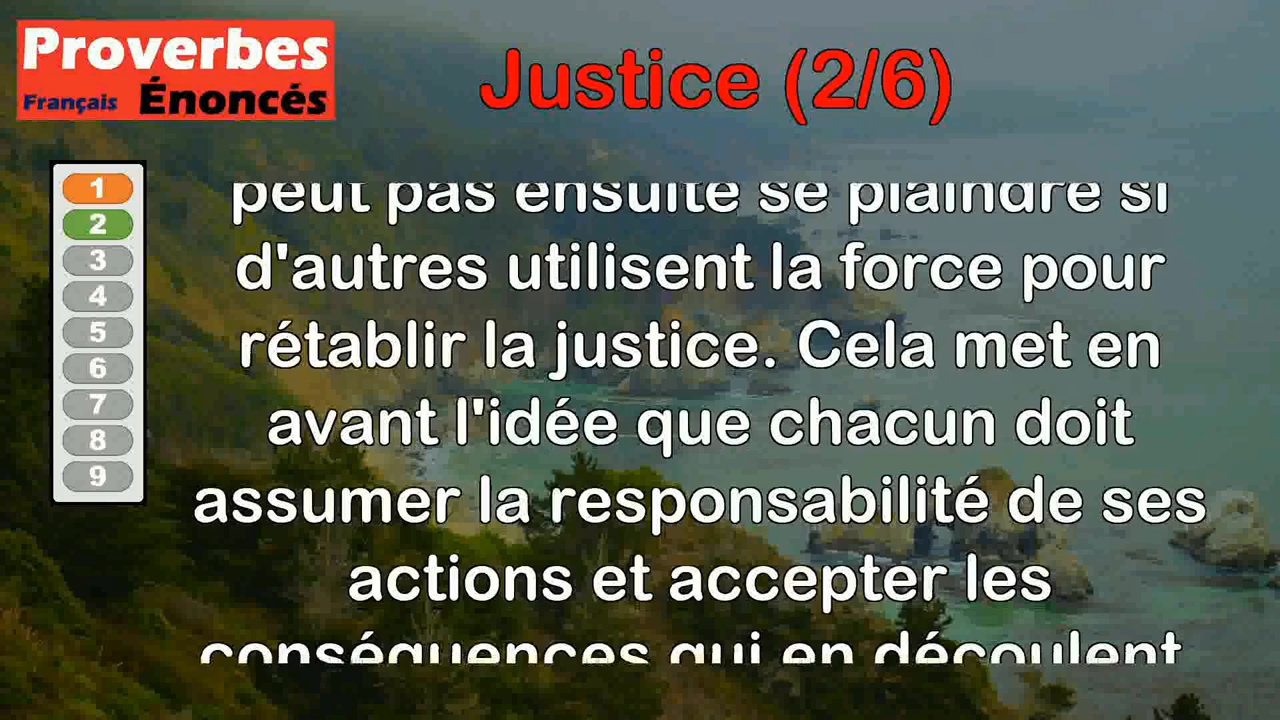 Proverbes
Français Énoncés
Justice (2/6)
1
2
3
4
5
6
7
8
9
peut pas ensuite se plaindre si
d'autres utilisent la force pour
rétablir la justice. Cela met en
avant l'idée que chacun doit
assumer la responsabilité de ses
actions et accepter les
conséquences qui en découlent